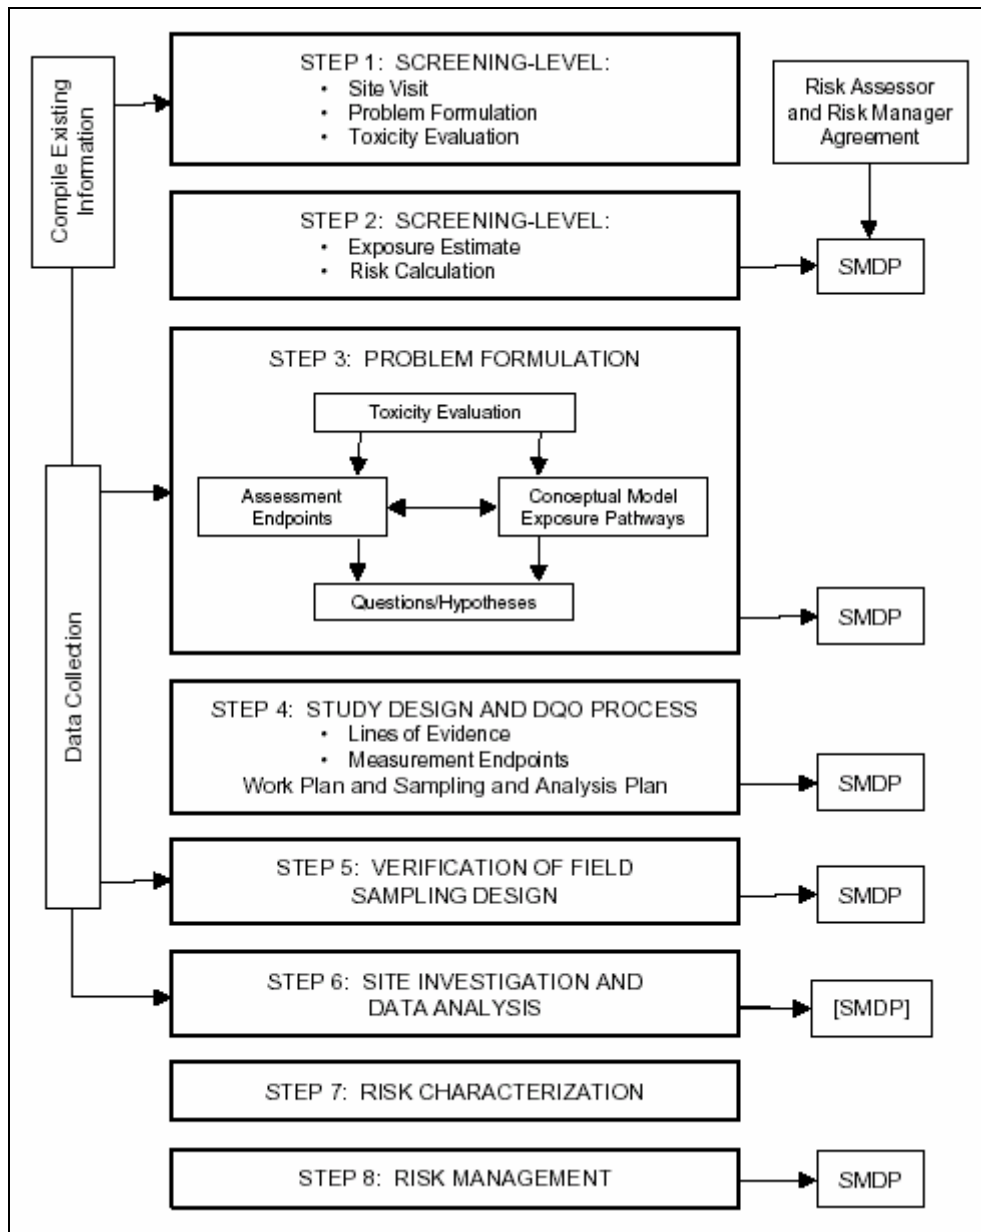 Compile Existing
Information
STEP 1: SCREENING-LEVEL:
• Site Visit
• Problem Formulation
• Toxicity Evaluation
Risk Assessor
and Risk Manager
Agreement
STEP 2: SCREENING-LEVEL:
• Exposure Estimate
• Risk Calculation
SMDP
Data Collection
STEP 3: PROBLEM FORMULATION
Toxicity Evaluation
Assessment
Endpoints
Conceptual Model
Exposure Pathways
Questions/Hypotheses
SMDP
STEP 4: STUDY DESIGN AND DQO PROCESS
• Lines of Evidence
• Measurement Endpoints
Work Plan and Sampling and Analysis Plan
SMDP
STEP 5: VERIFICATION OF FIELD
SAMPLING DESIGN
SMDP
STEP 6: SITE INVESTIGATION AND
DATA ANALYSIS
[SMDP]
STEP 7: RISK CHARACTERIZATION
STEP 8: RISK MANAGEMENT
SMDP